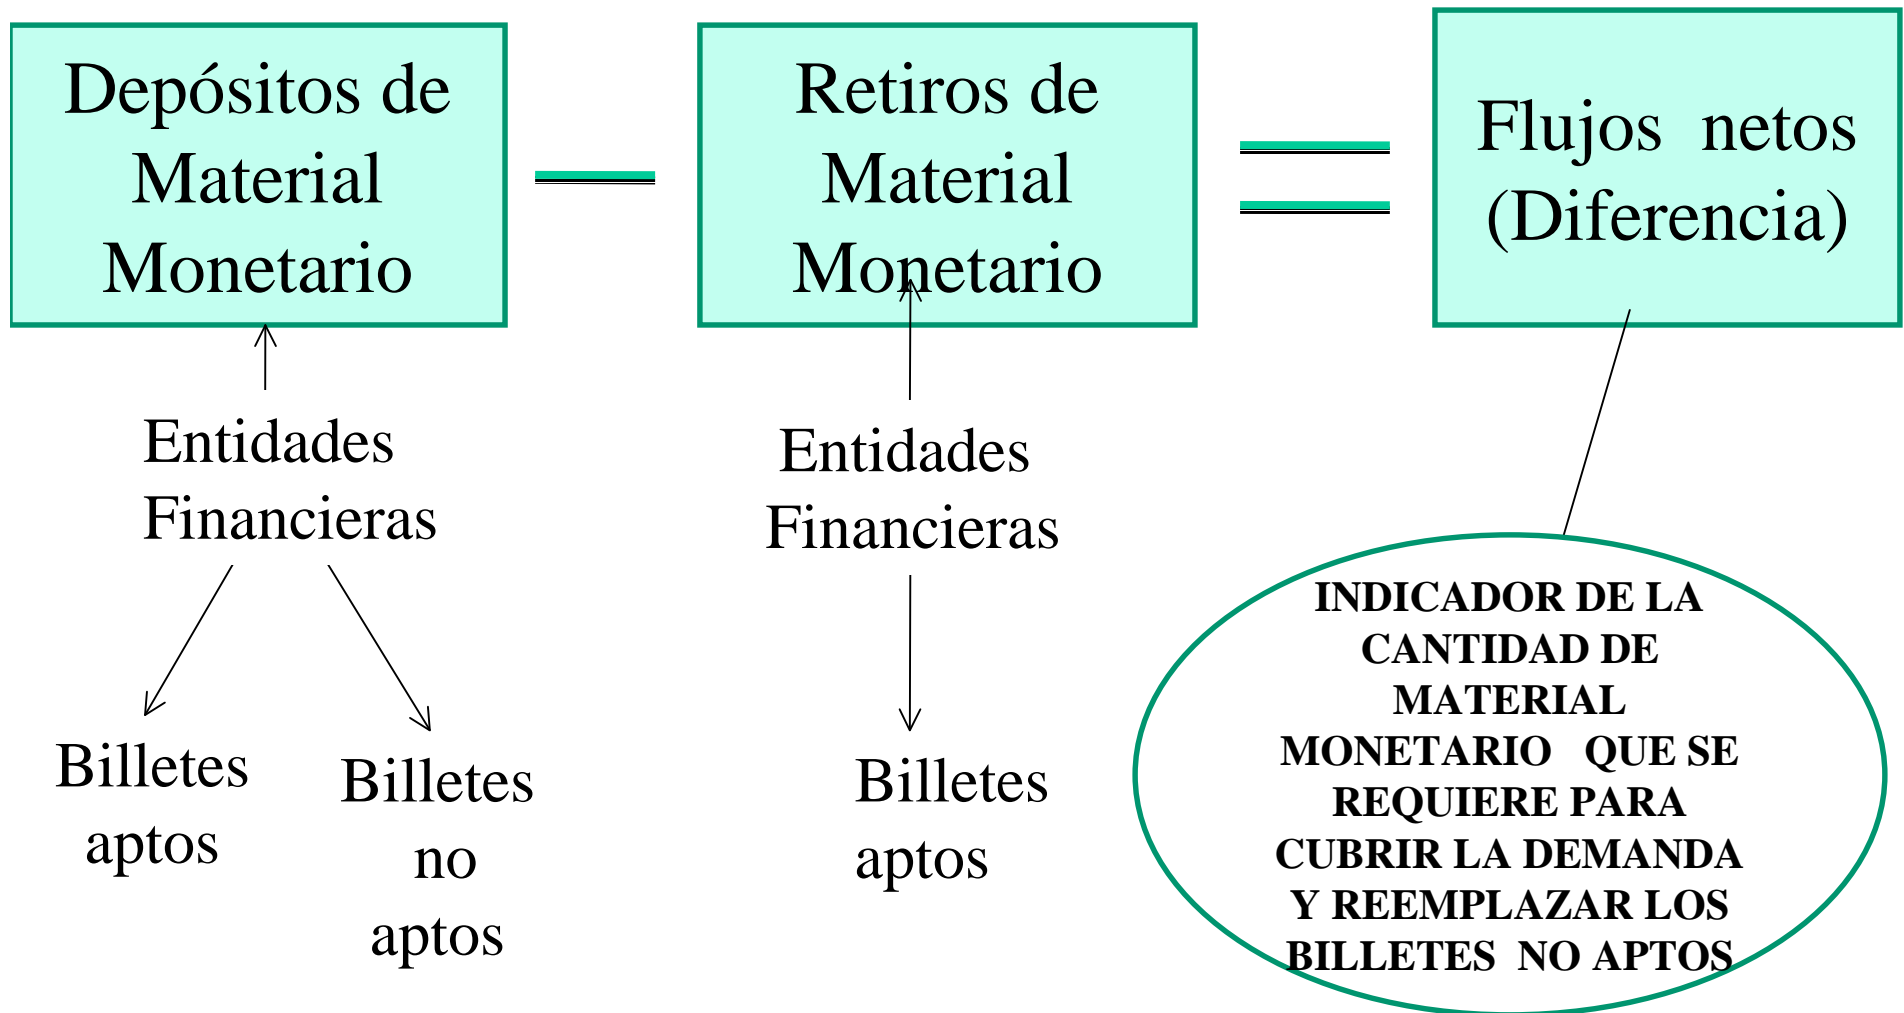 Depósitos de
Material
Monetario
Retiros de
Material
Monetario
Flujos netos
(Diferencia)
Entidades
Financieras
Entidades
Financieras
Billetes
aptos
Billetes
no
aptos
Billetes
aptos
INDICADOR DE LA
CANTIDAD DE
MATERIAL
MONETARIO QUE SE
REQUIERE PARA
CUBRIR LA DEMANDA
Y REEMPLAZAR LOS
BILLETES NO APTOS